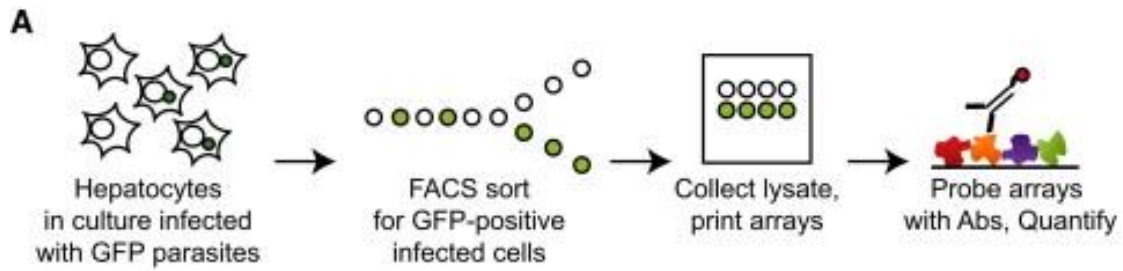 A
Hepatocytes
in culture infected
with GFP parasites
FACS sort
for GFP-positive
infected cells
Collect lysate,
print arrays
Probe arrays
with Abs, Quantify